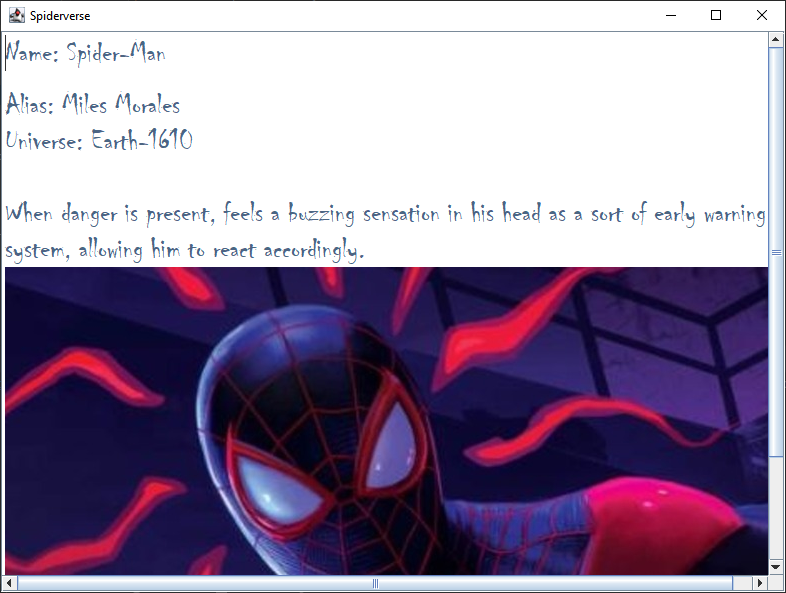 Spiderverse
Name: Spider-Man
Alias: Miles Morales
Universe: Earth-1610
When danger is present, feels a buzzing sensation in his head as a sort of early warning
system, allowing him to react accordingly.